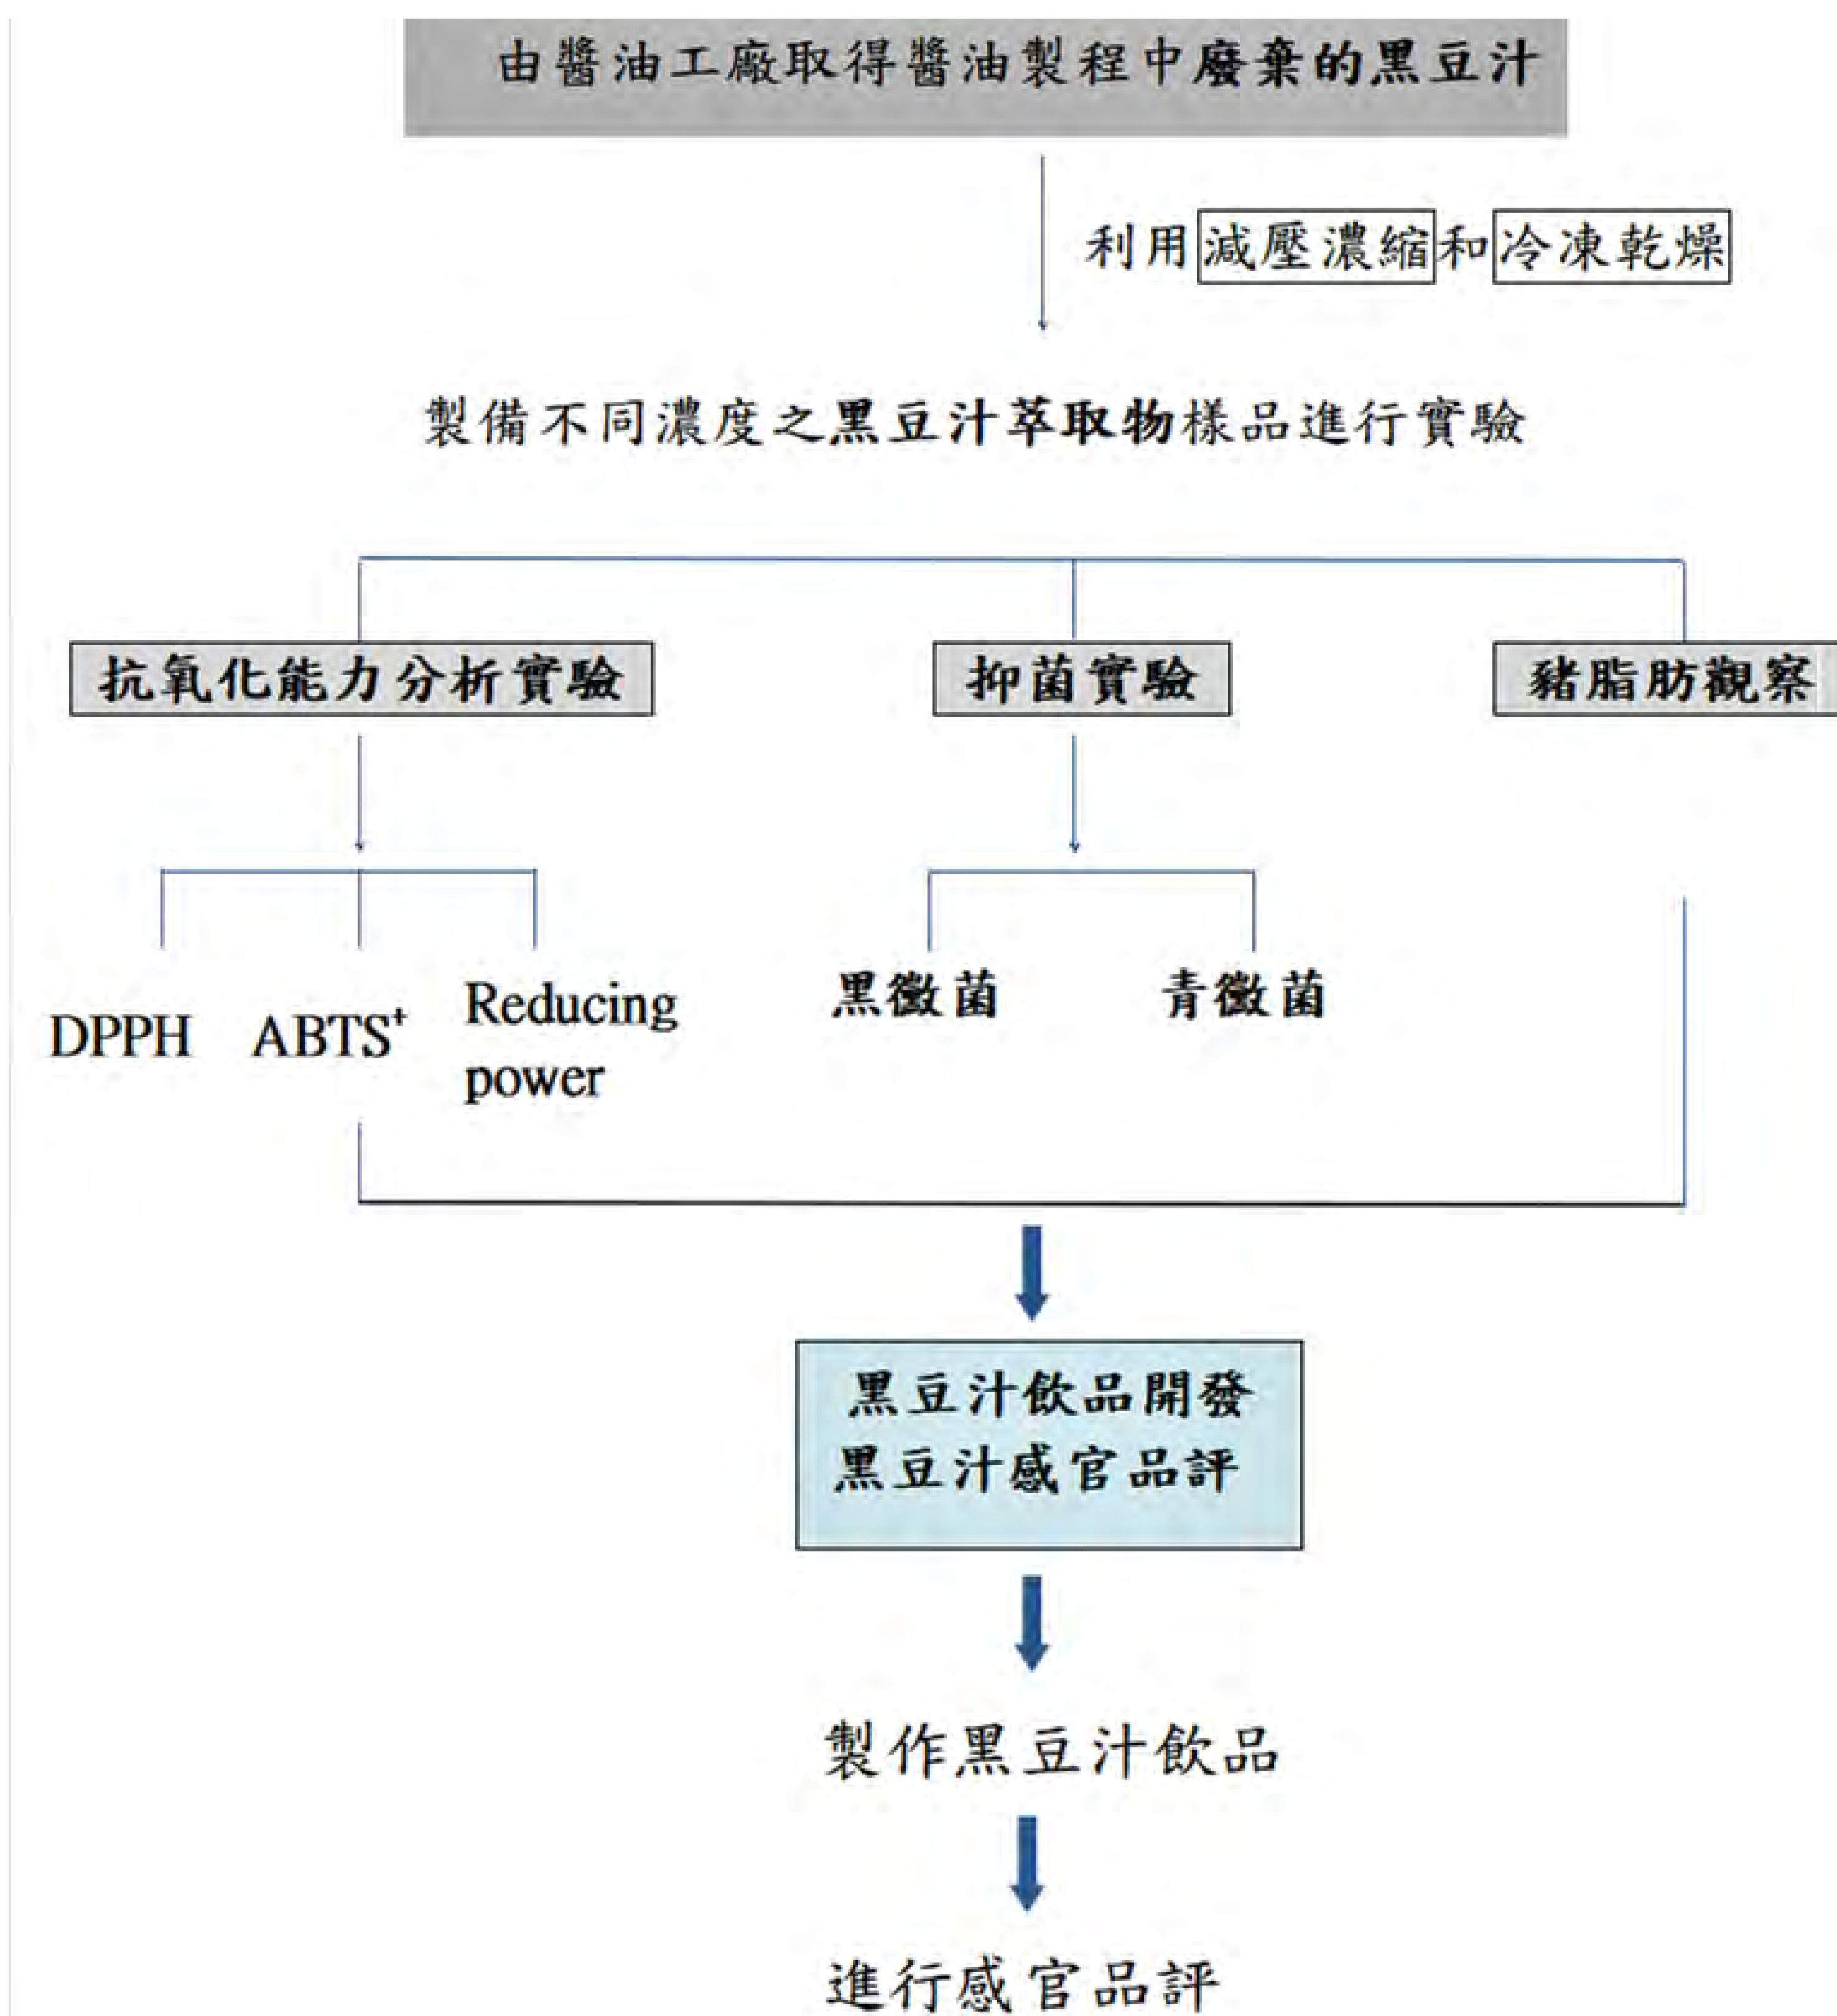 由醬油工廠取得醬油製程中廢棄的黑豆汁
利用減壓濃縮和冷凍乾燥
製備不同濃度之黑豆汁萃取物樣品進行實驗
抗氧化能力分析實驗
抑菌實驗
豬脂肪觀察
DPPH
ABTS⁺
Reducing
power
黑黴菌
青黴菌
黑豆汁飲品開發
黑豆汁感官品評
製作黑豆汁飲品
進行感官品評